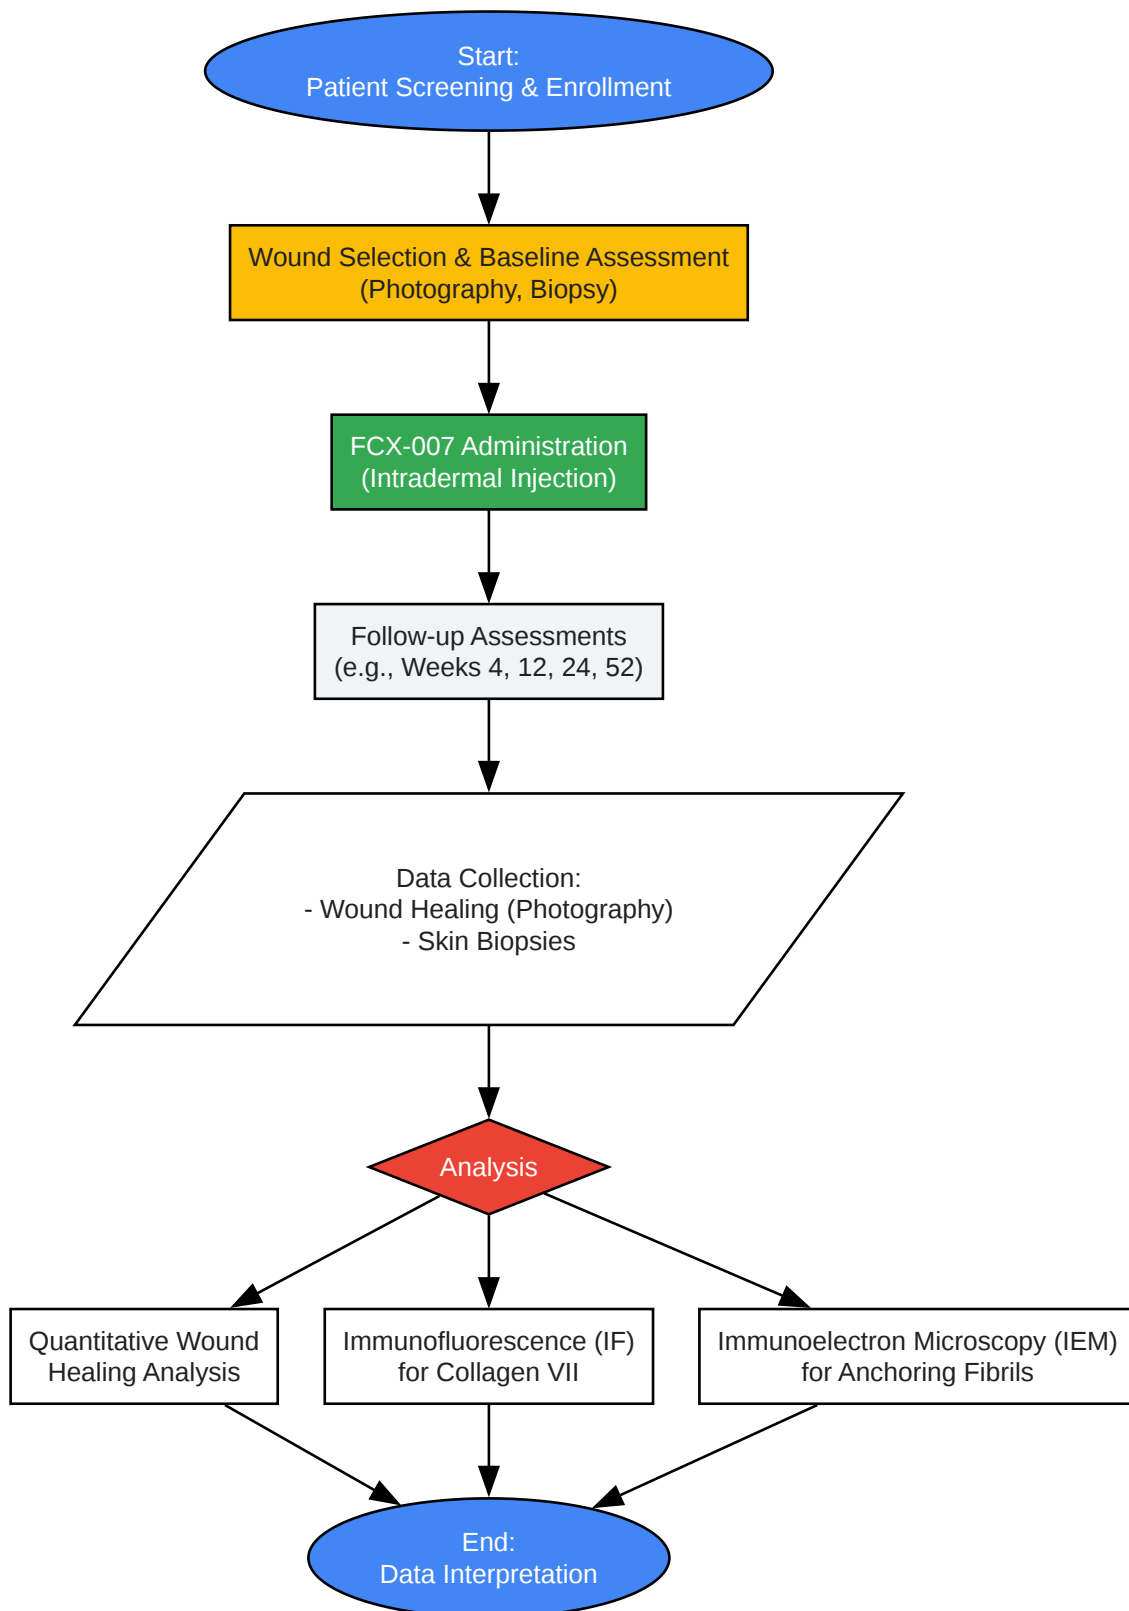 Start:
Patient Screening & Enrollment
Wound Selection & Baseline Assessment
(Photography, Biopsy)
FCX-007 Administration
(Intradermal Injection)
Follow-up Assessments
(e.g., Weeks 4, 12, 24, 52)
Data Collection:
- Wound Healing (Photography)
- Skin Biopsies
Analysis
Quantitative Wound
Healing Analysis
Immunofluorescence (IF)
for Collagen VII
Immunoelectron Microscopy (IEM)
for Anchoring Fibrils
End:
Data Interpretation